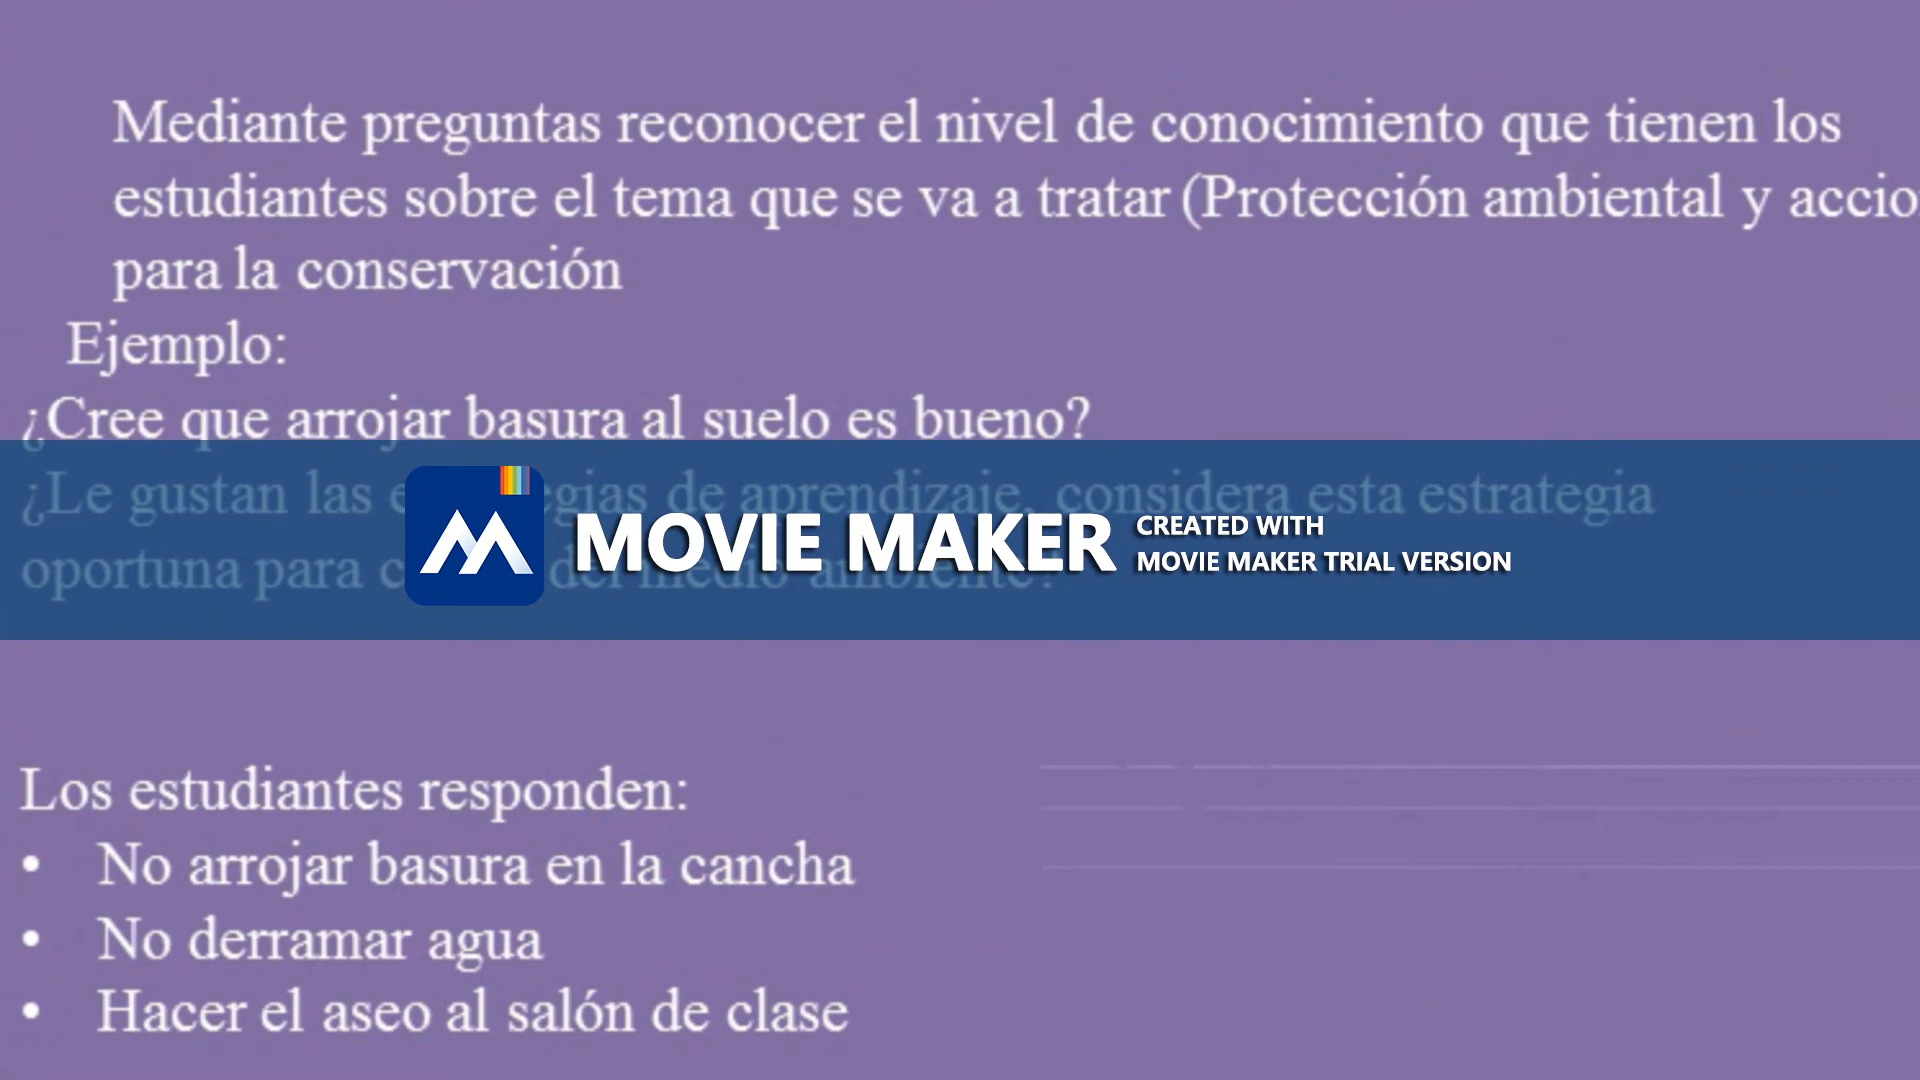 Mediante preguntas reconocer el nivel de conocimiento que tienen los
estudiantes sobre el tema que se va a tratar (Protección ambiental y
para la conservación
Ejemplo:
¿Cree que arrojar basura al suelo es bueno?
¿Le gustan las de aprendizaje, considera esta estrategia
oportuna para del medio ambiente?
MOVIE MAKER
CREATED WITH
MOVIE MAKER TRIAL VERSION
Los estudiantes responden:
• No arrojar basura en la cancha
• No derramar agua
• Hacer el aseo al salón de clase